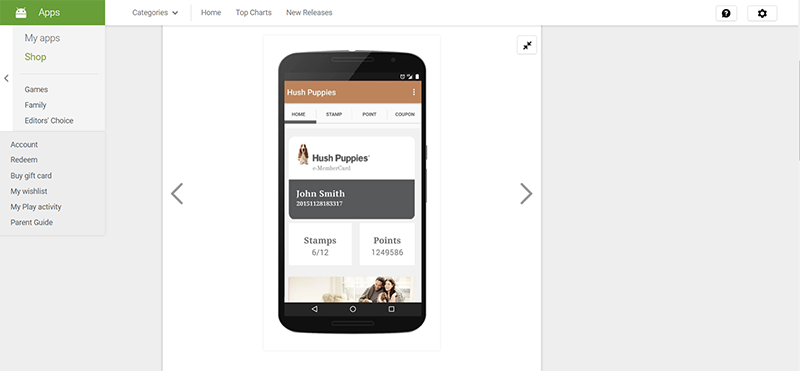 Apps
Categories
Home
Top Charts
New Releases
My apps
Shop
Games
Family
Editors' Choice
Account
Redeem
Buy gift card
My wishlist
My Play activity
Parent Guide
Hush Puppies
HOME
STAMP
POINT
COUPON
Hush Puppies™
e-MemberCard
John Smith
20151128183317
Stamps
6/12
Points
1249586